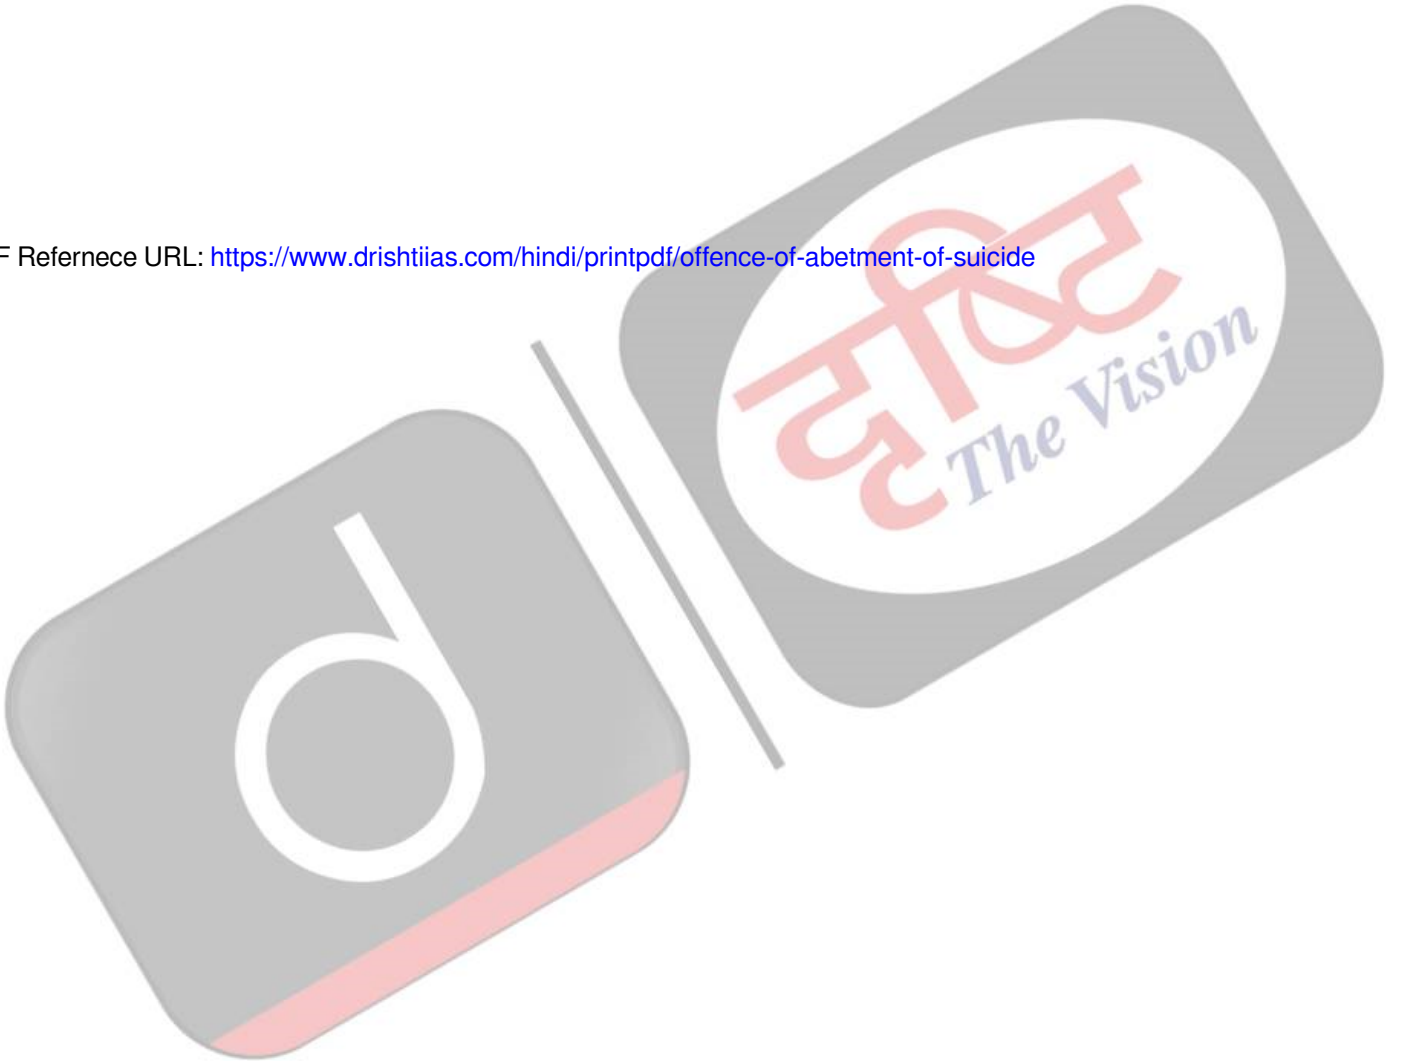 F Refernece URL: https://www.drishtiias.com/hindi/printpdf/offence-of-abetment-of-suicide
दृष्टि
The Vision
d